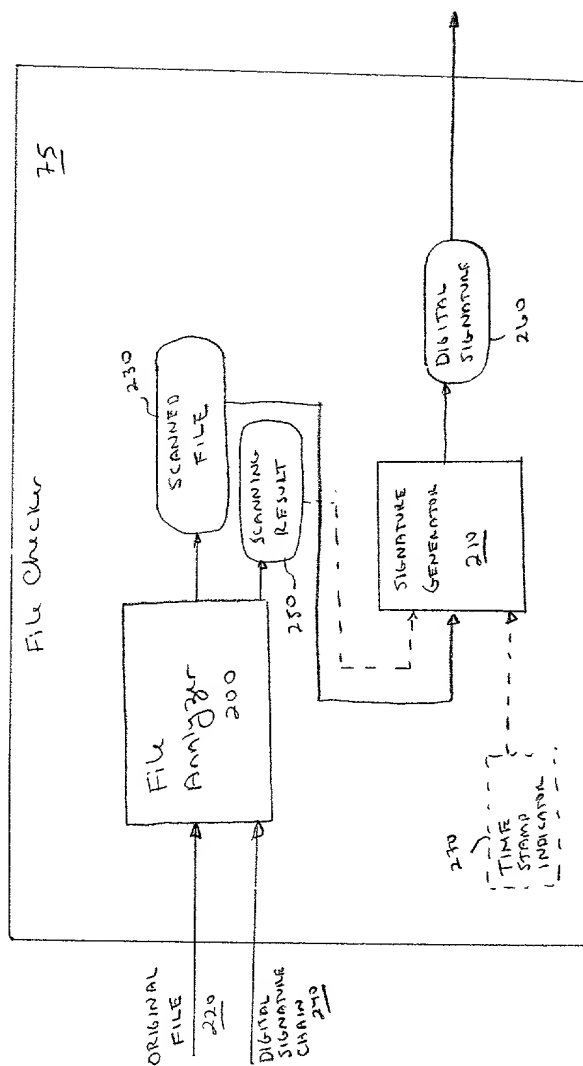 File Checker
75
ORIGINAL
FILE
220
DIGITAL
SIGNATURE
CHAIN
240
File
Analyzer
200
SCANNED
FILE
230
SCANNING
RESULT
250
SIGNATURE
GENERATOR
210
TIME
STAMP
INDICATOR
270
DIGITAL
SIGNATURE
260